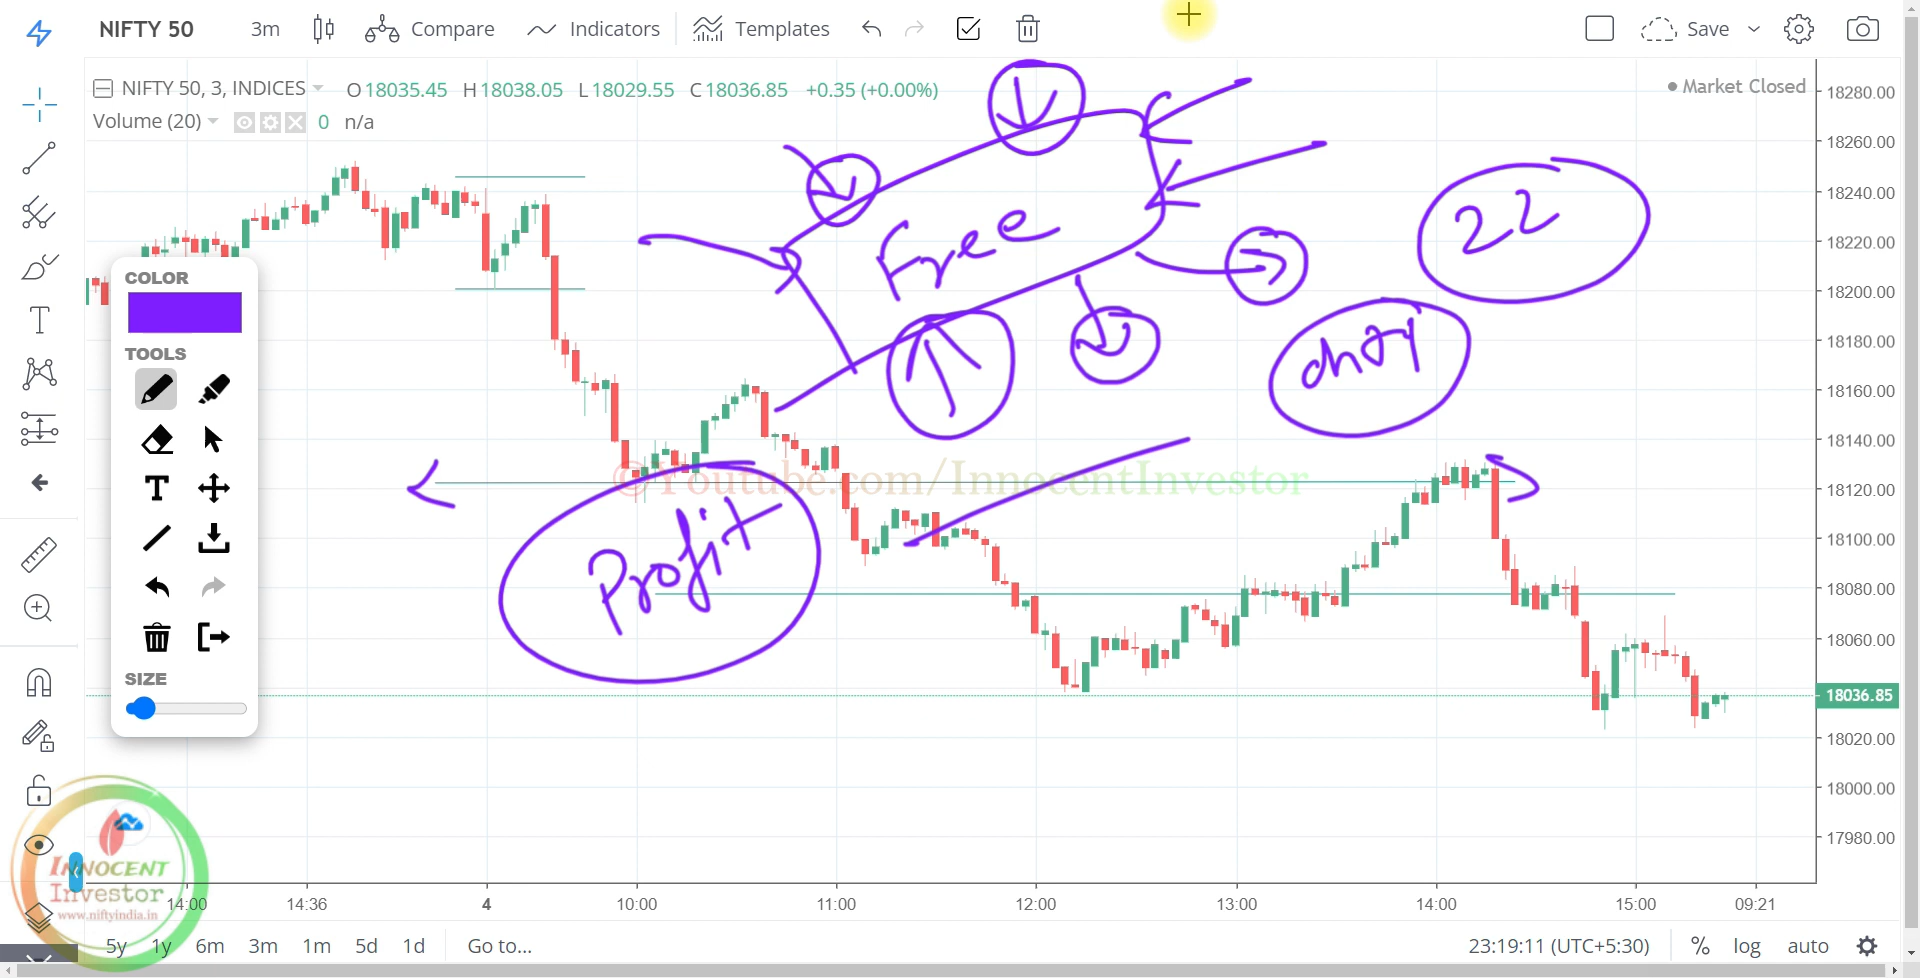 NIFTY 50 3m Compare Indicators Templates Save
NIFTY 50, 3, INDICES O18035.45 H18038.05 L18029.55 C18036.85 +0.35 (+0.00%)
Market Closed
Volume (20) 0 n/a
18280.00
18260.00
18240.00
18220.00
18200.00
18180.00
18160.00
18140.00
18120.00
18100.00
18080.00
18060.00
18036.85
18020.00
18000.00
17980.00
Free
22
COLOR
TOOLS
T
SIZE
©Youtube.com/InnocentInvestor
Profit
INNOCENT
Investor
www.niftyindia.in
14:00 14:36 4 10:00 11:00 12:00 13:00 14:00 15:00 09:21
5y 1y 6m 3m 1m 5d 1d Go to... 23:19:11 (UTC+5:30) % log auto